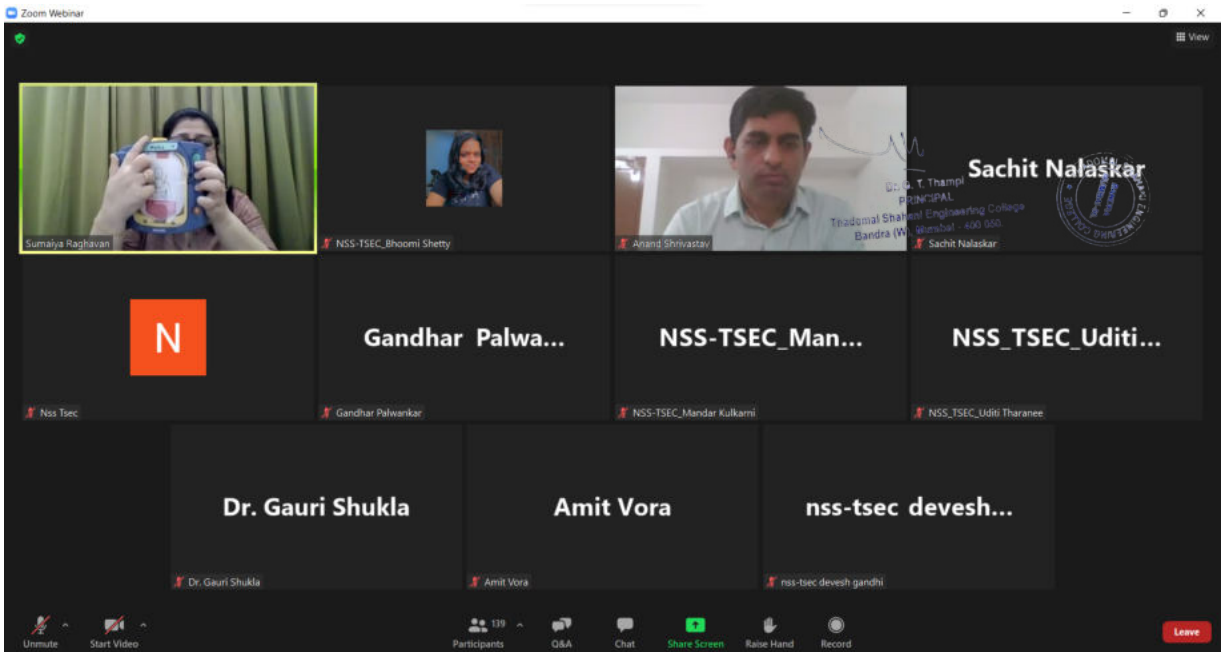 Zoom Webinar
View
Sumaiya Raghavan
NSS-TSEC_Bhoomi Shetty
Anand Shrivastav
Sachit Nalaskar
Sachit Nalaskar
Dr. G. T. Thampi
PRINCIPAL
Thadomal Shahani Engineering College
Bandra (W),
N
Nss Tsec
Gandhar Palwa...
Gandhar Palwankar
NSS-TSEC_Man...
NSS-TSEC_Mandar Kulkarni
NSS_TSEC_Uditi...
NSS_TSEC_Uditi Tharanee
Dr. Gauri Shukla
Dr. Gauri Shukla
Amit Vora
Amit Vora
nss-tsec devesh...
nss-tsec devesh gandhi
Unmute
Start Video
139
Participants
Q&A
Chat
Share Screen
Raise Hand
Record
Leave